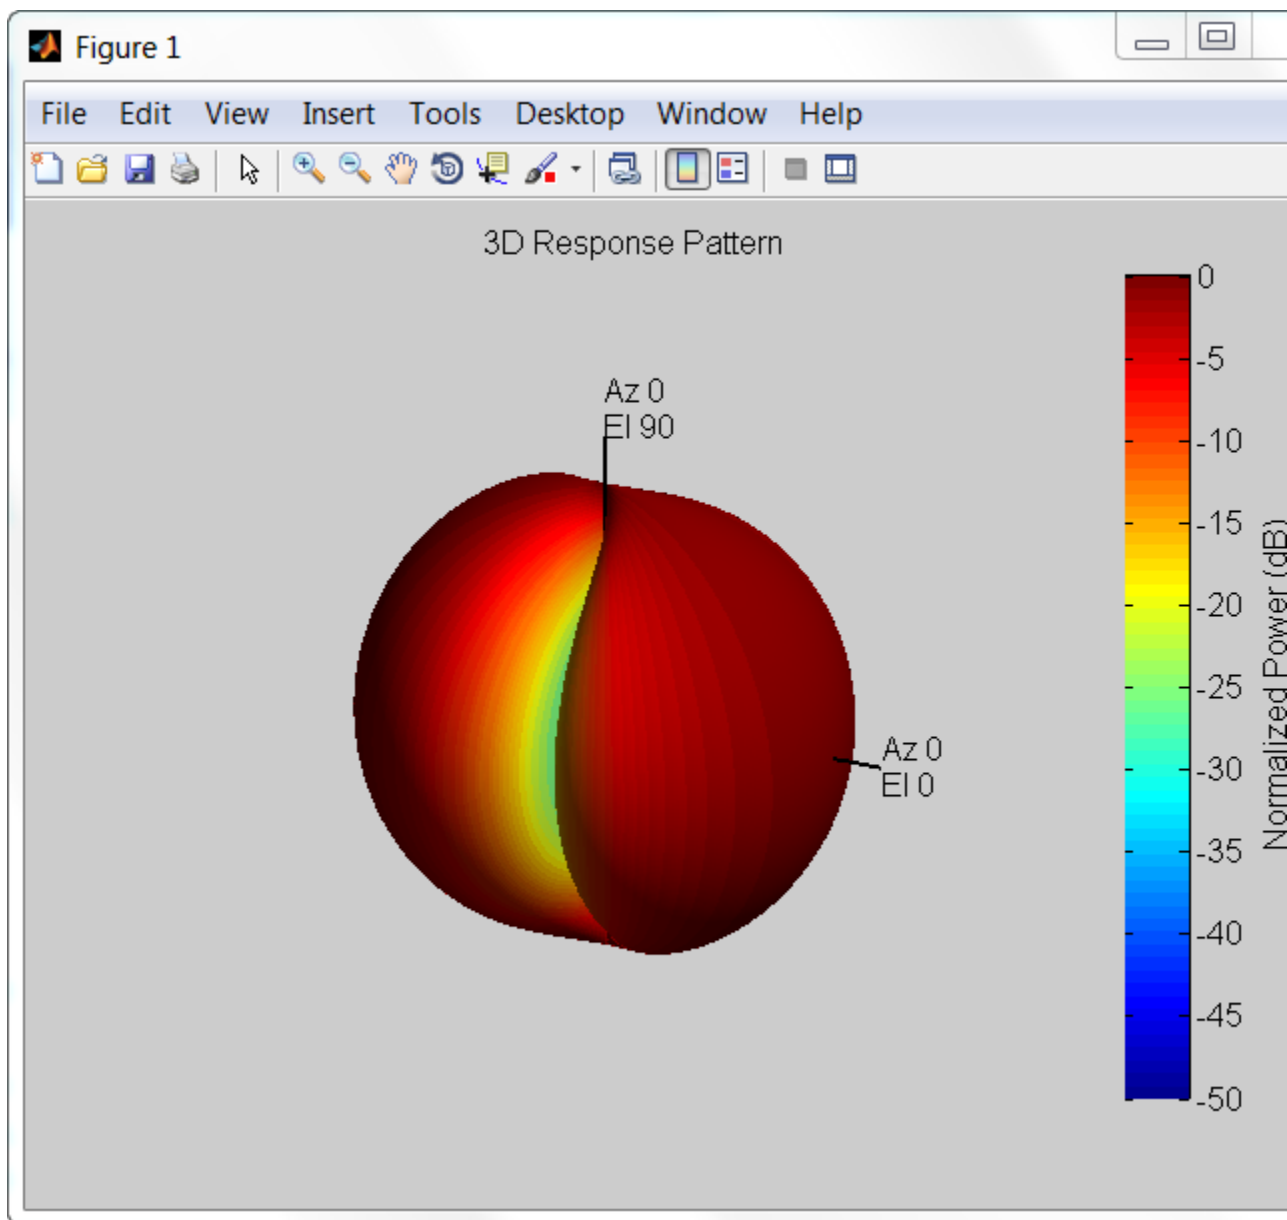 Figure 1
File Edit View Insert Tools Desktop Window Help
3D Response Pattern
Az 0
El 90
Az 0
El 0
0
-5
-10
-15
-20
-25
-30
-35
-40
-45
-50
Normalized Power (dB)